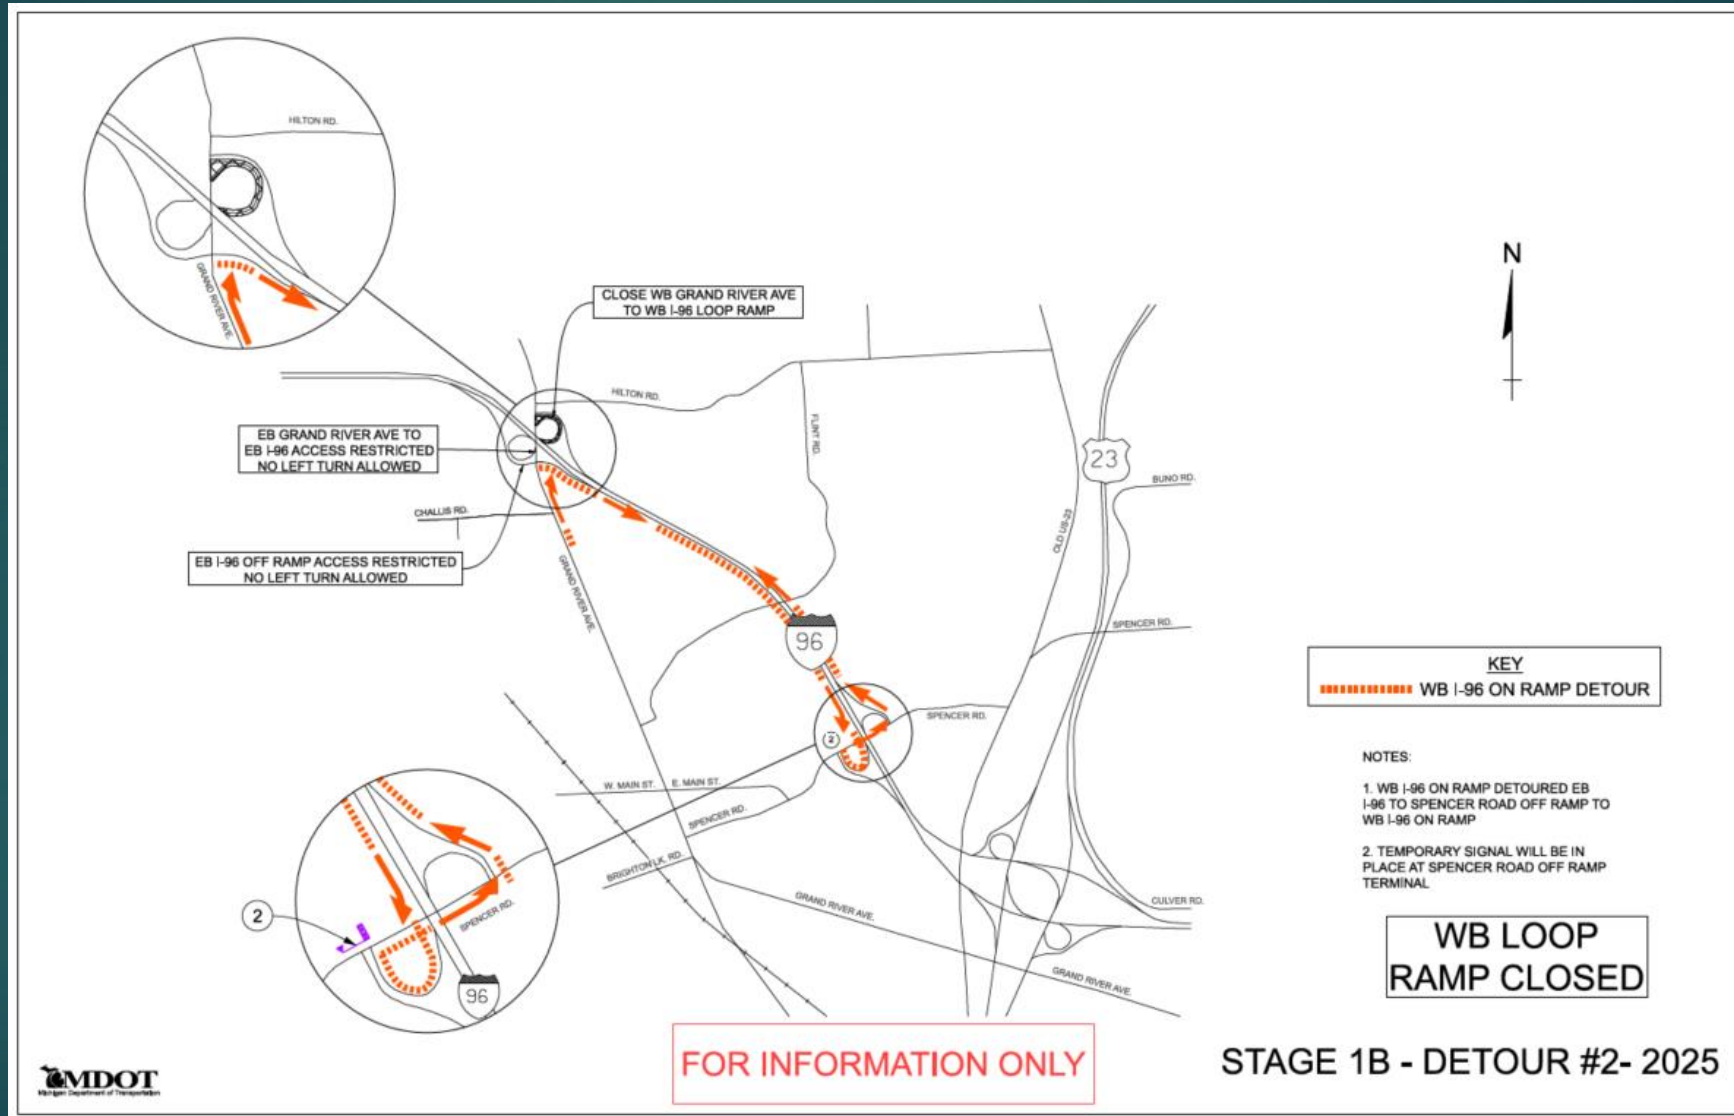 HILTON RD.
GRAND RIVER AVE.
CLOSE WB GRAND RIVER AVE
TO WB I-96 LOOP RAMP
N
HILTON RD.
FLINT RD.
EB GRAND RIVER AVE TO
EB I-96 ACCESS RESTRICTED
NO LEFT TURN ALLOWED
23
BUNO RD.
CHALLIS RD.
OLD US-23
EB I-96 OFF RAMP ACCESS RESTRICTED
NO LEFT TURN ALLOWED
GRAND RIVER AVE.
96
SPENCER RD.
KEY
WB I-96 ON RAMP DETOUR
SPENCER RD.
2
NOTES:
1. WB I-96 ON RAMP DETOURED EB
I-96 TO SPENCER ROAD OFF RAMP TO
WB I-96 ON RAMP
2. TEMPORARY SIGNAL WILL BE IN
PLACE AT SPENCER ROAD OFF RAMP
TERMINAL
W. MAIN ST. E. MAIN ST.
SPENCER RD.
BRIGHTON LK. RD.
GRAND RIVER AVE.
CULVER RD.
2
SPENCER RD.
96
GRAND RIVER AVE.
WB LOOP
RAMP CLOSED
FOR INFORMATION ONLY
STAGE 1B - DETOUR #2- 2025
MDOT
Michigan Department of Transportation